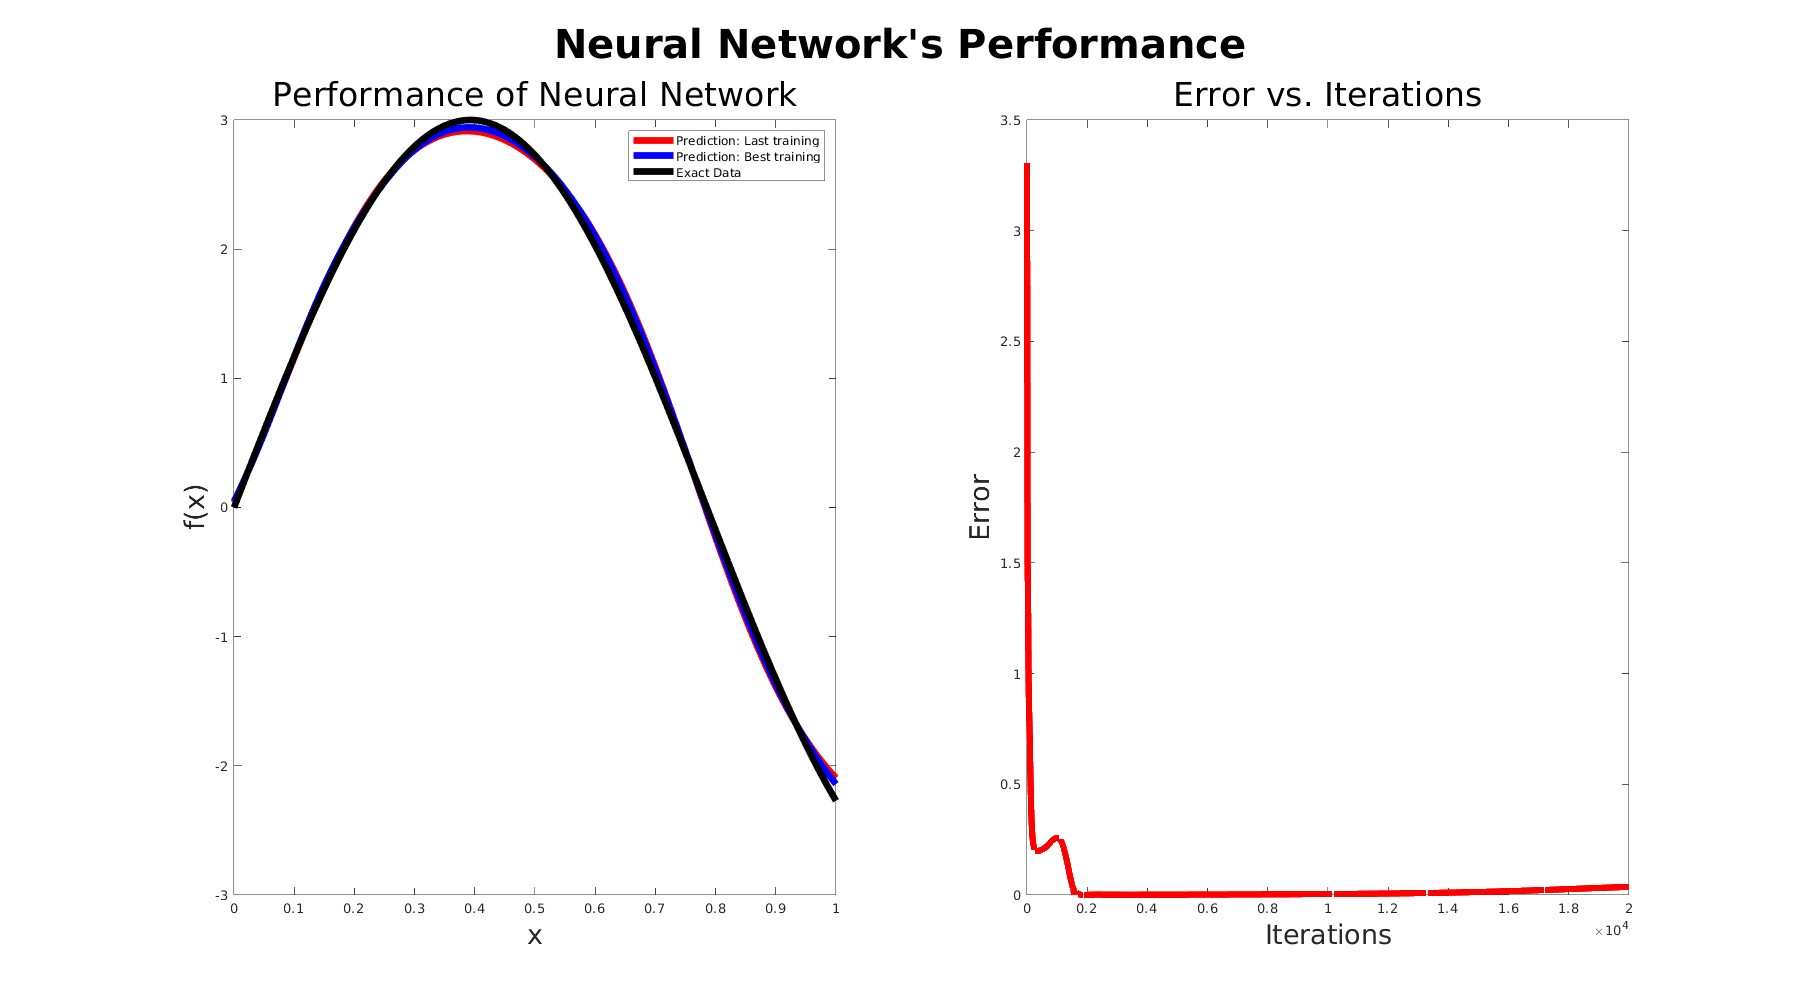 Neural Network's Performance
Performance of Neural Network
3
2
1
0
-1
-2
-3
f(x)
Prediction: Last training
Prediction: Best training
Exact Data
0 0.1 0.2 0.3 0.4 0.5 0.6 0.7 0.8 0.9 1
x
Error vs. Iterations
3.5
3
2.5
2
1.5
1
0.5
0
Error
0 0.2 0.4 0.6 0.8 1 1.2 1.4 1.6 1.8 2
×10⁴
Iterations